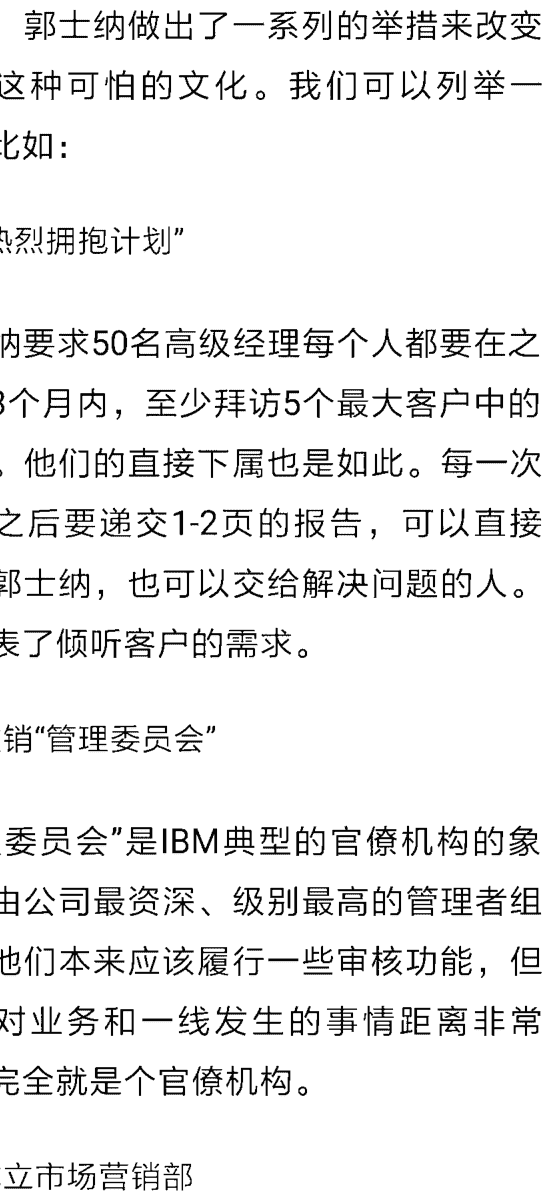 郭士纳做出了一系列的举措来改变
这种可怕的文化。我们可以列举一
比如：
热烈拥抱计划”
纳要求50名高级经理每个人都要在之
3个月内，至少拜访5个最大客户中的
。他们的直接下属也是如此。每一次
之后要递交1-2页的报告，可以直接
郭士纳，也可以交给解决问题的人。
表了倾听客户的需求。
销“管理委员会”
委员会”是IBM典型的官僚机构的象
由公司最资深、级别最高的管理者组
他们本来应该履行一些审核功能，但
对业务和一线发生的事情距离非常
完全就是个官僚机构。
立市场营销部